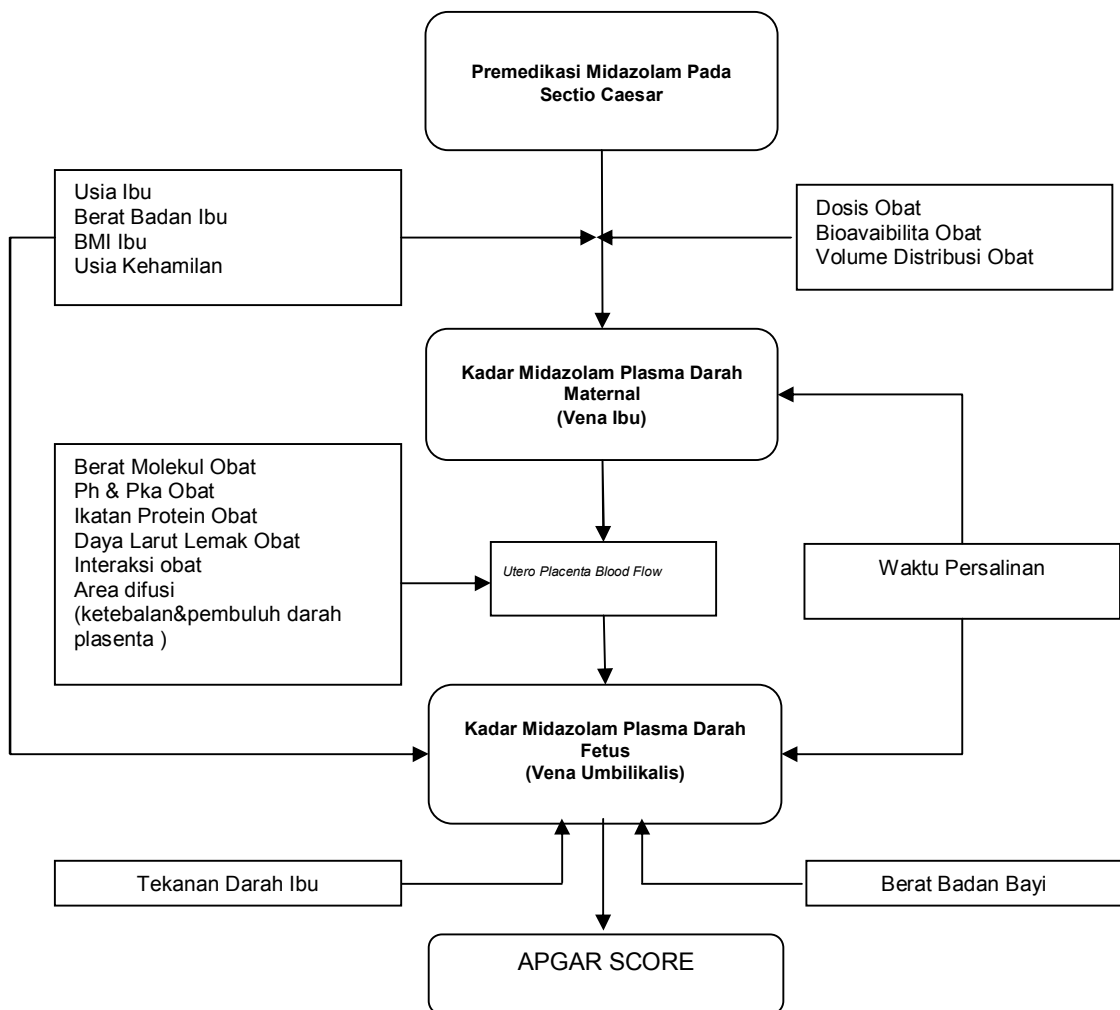 Premedikasi Midazolam Pada
Sectio Caesar
Usia Ibu
Berat Badan Ibu
BMI Ibu
Usia Kehamilan
Dosis Obat
Bioavaibilita Obat
Volume Distribusi Obat
Kadar Midazolam Plasma Darah
Maternal
(Vena Ibu)
Berat Molekul Obat
Ph & Pka Obat
Ikatan Protein Obat
Daya Larut Lemak Obat
Interaksi obat
Area difusi
(ketebalan&pembuluh darah
plasenta )
Utero Placenta Blood Flow
Waktu Persalinan
Kadar Midazolam Plasma Darah
Fetus
(Vena Umbilikalis)
Tekanan Darah Ibu
Berat Badan Bayi
APGAR SCORE